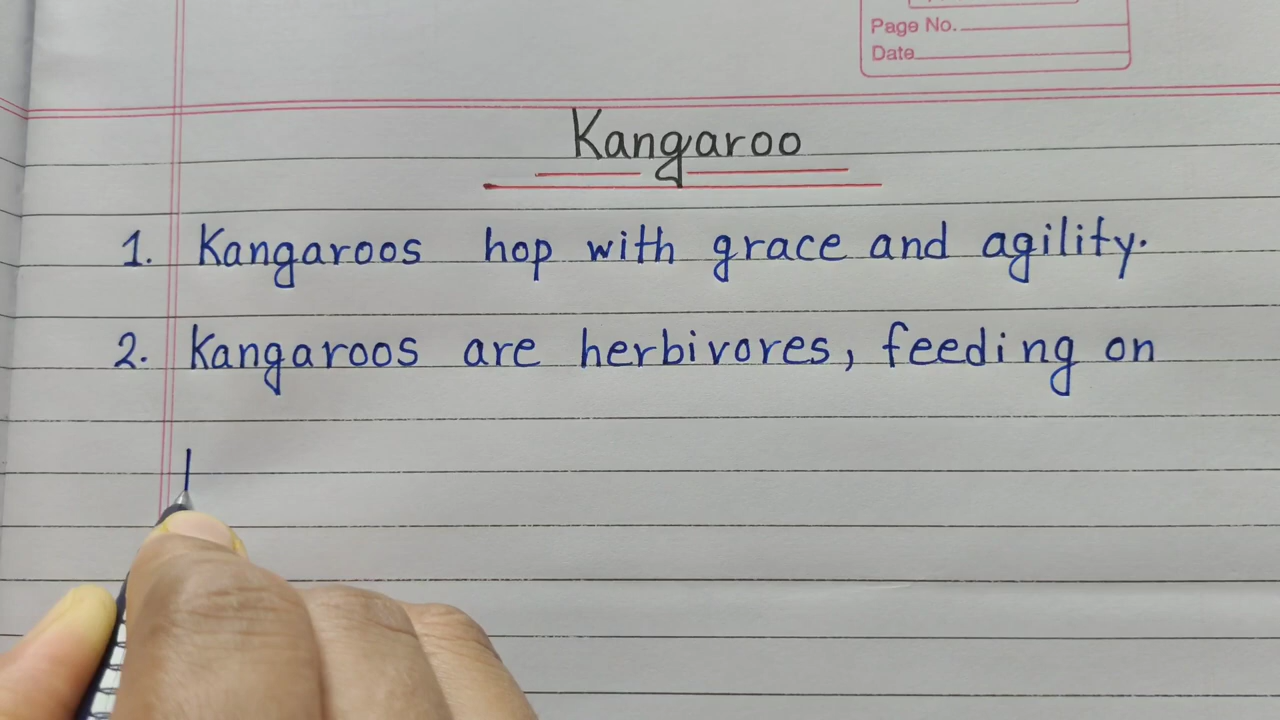 Page No.
Date
Kangaroo
1. Kangaroos hop with grace and agility.
2. Kangaroos are herbivores, feeding on